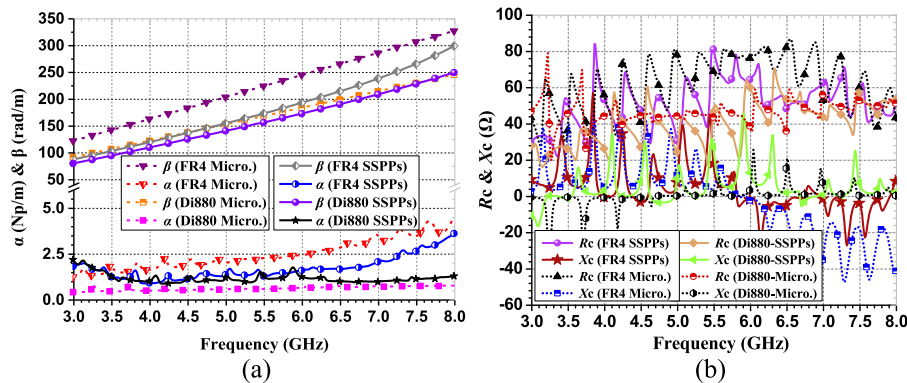 (a)
α (Np/m) & β (rad/m)
350
300
250
200
150
100
50
5.0
2.5
0.0
β (FR4 Micro.)
α (FR4 Micro.)
β (Di880 Micro.)
α (Di880 Micro.)
β (FR4 SSPPs)
α (FR4 SSPPs)
β (Di880 SSPPs)
α (Di880 SSPPs)
3.0 3.5 4.0 4.5 5.0 5.5 6.0 6.5 7.0 7.5 8.0
Frequency (GHz)
(a)
(b)
Rc & Xc (Ω)
100
80
60
40
20
0
-20
-40
-60
Rc (FR4 SSPPs)
Xc (FR4 SSPPs)
Rc (FR4 Micro.)
Xc (FR4 Micro.)
Rc (Di880-SSPPs)
Xc (Di880-SSPPs)
Rc (Di880-Micro.)
Xc (Di880-Micro.)
3.0 3.5 4.0 4.5 5.0 5.5 6.0 6.5 7.0 7.5 8.0
Frequency (GHz)
(b)